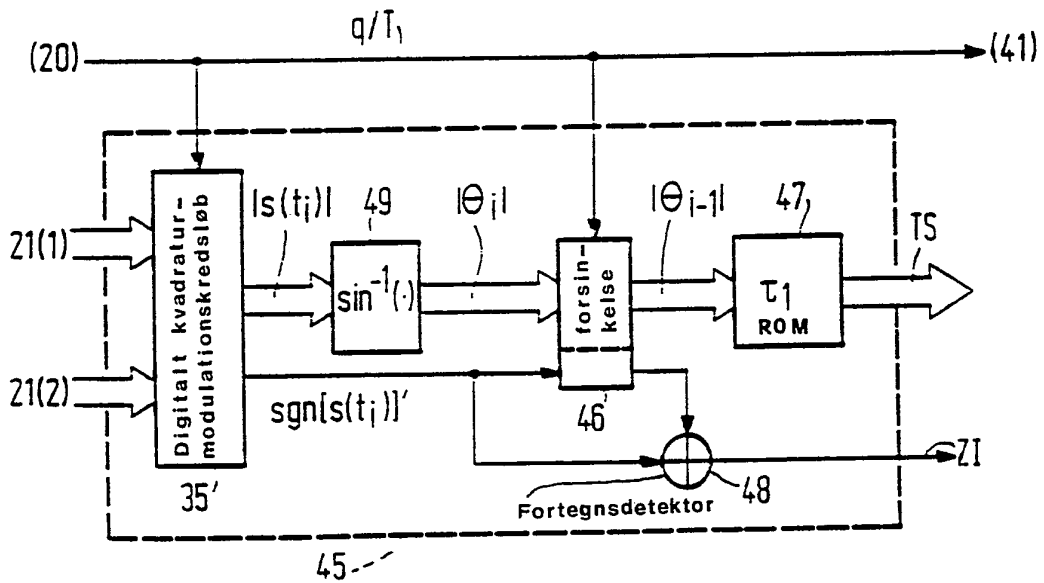 q/T₁
(20)
(41)
|s(tᵢ)|
49
|Θᵢ|
|Θᵢ₋₁|
47
TS
21(1)
21(2)
Digitalt kvadratur-
modulationskredsløb
sin⁻¹(·)
forsin-
kelse
τ₁
ROM
sgn[s(tᵢ)]'
46'
ZI
48
Fortegnsdetektor
35'
45